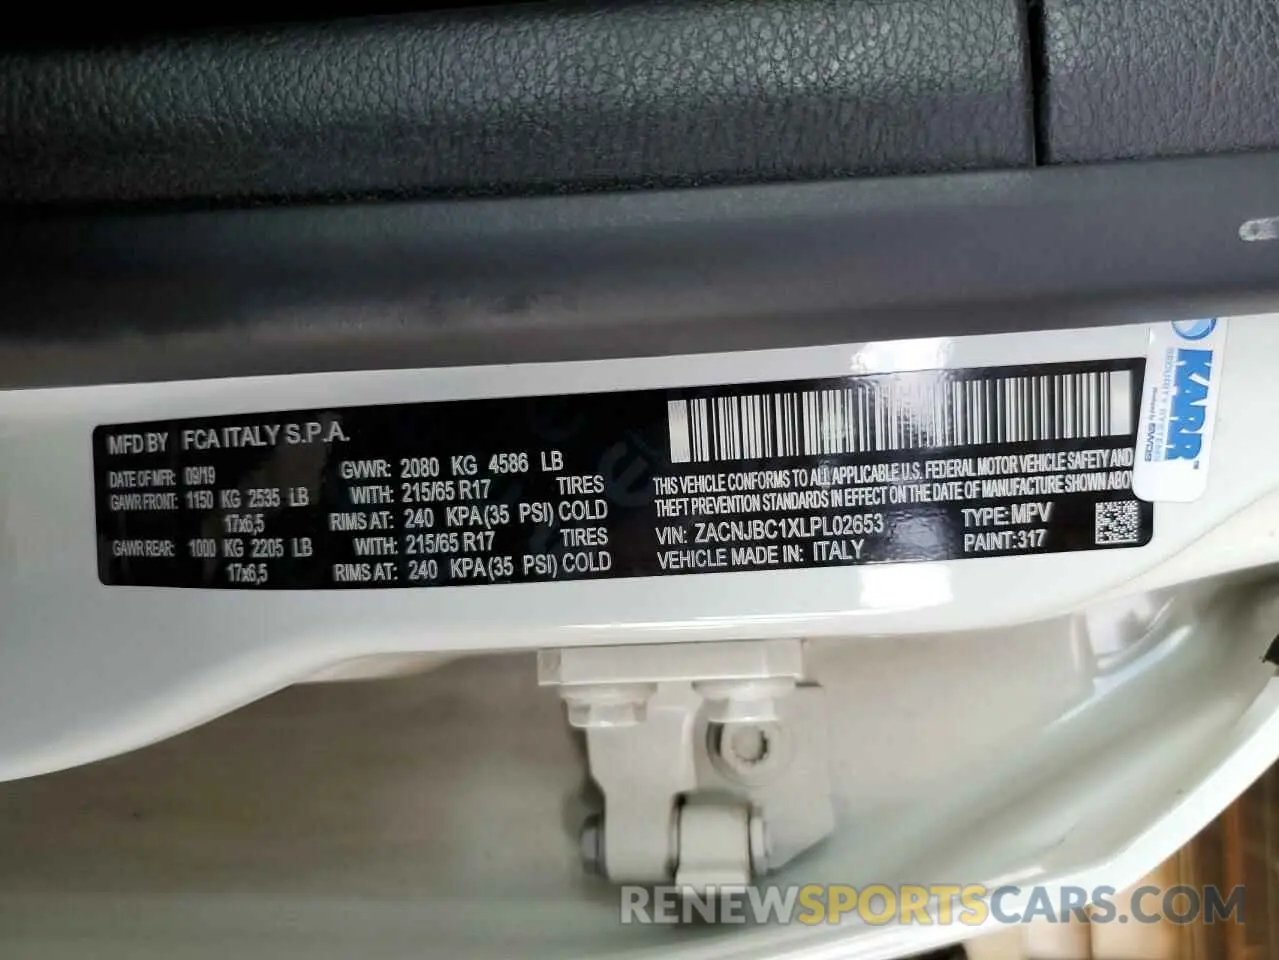 MFD BY FCA ITALY S.P.A.
DATE OF MFR: 09/19 GVWR: 2080 KG 4586 LB
GAWR FRONT: 1150 KG 2535 LB WITH: 215/65 R17 TIRES
17x6,5 RIMS AT: 240 KPA (35 PSI) COLD
GAWR REAR: 1000 KG 2205 LB WITH: 215/65 R17 TIRES
17x6,5 RIMS AT: 240 KPA (35 PSI) COLD
THIS VEHICLE CONFORMS TO ALL APPLICABLE U.S. FEDERAL MOTOR VEHICLE SAFETY AND
THEFT PREVENTION STANDARDS IN EFFECT ON THE DATE OF MANUFACTURE SHOWN ABOV
VIN: ZACNJBC1XLPL02653 TYPE: MPV
VEHICLE MADE IN: ITALY PAINT: 317
KARR
SECURITY SYSTEMS
RENEWSPORTSCARS.COM